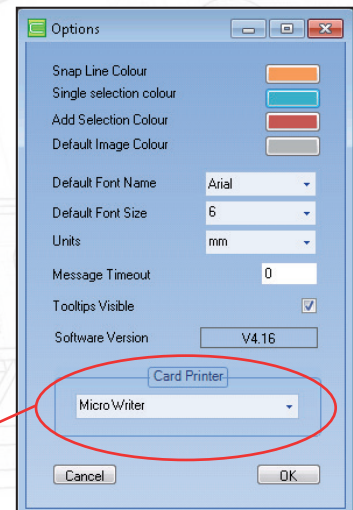 Options
Snap Line Colour
Single selection colour
Add Selection Colour
Default Image Colour
Default Font Name Arial
Default Font Size 6
Units mm
Message Timeout 0
Tooltips Visible
Software Version V4.16
Card Printer
MicroWriter
Cancel OK